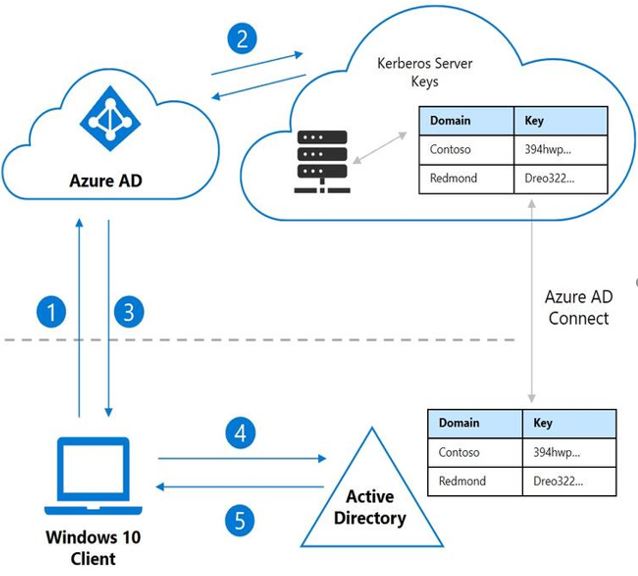 2
Kerberos Server
Keys
Domain Key
Contoso 394hwp...
Redmond Dreo322...
Azure AD
1
3
Azure AD
Connect
Domain Key
Contoso 394hwp...
Redmond Dreo322...
4
Active
Directory
5
Windows 10
Client